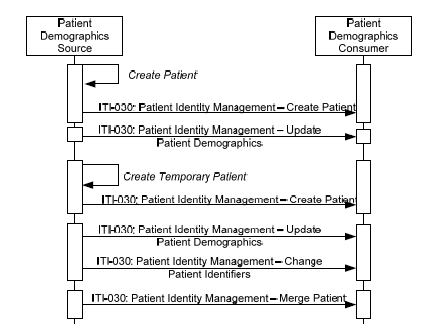 Patient
Demographics
Source
Patient
Demographics
Consumer
Create Patient
ITI-030: Patient Identity Management – Create Patient
ITI-030: Patient Identity Management – Update
Patient Demographics
Create Temporary Patient
ITI-030: Patient Identity Management – Create Patient
ITI-030: Patient Identity Management – Update
Patient Demographics
ITI-030: Patient Identity Management – Change
Patient Identifiers
ITI-030: Patient Identity Management – Merge Patient